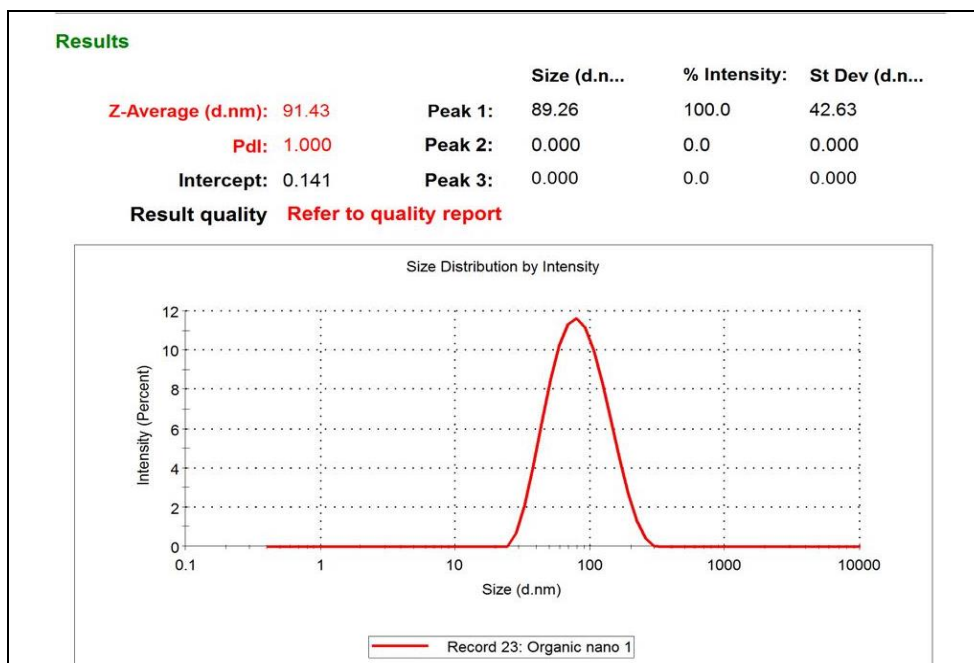 Results
Size (d.n... % Intensity: St Dev (d.n...
Z-Average (d.nm): 91.43 Peak 1: 89.26 100.0 42.63
PdI: 1.000 Peak 2: 0.000 0.0 0.000
Intercept: 0.141 Peak 3: 0.000 0.0 0.000
Result quality Refer to quality report
Size Distribution by Intensity
12
10
8
6
4
2
0
Intensity (Percent)
0.1 1 10 100 1000 10000
Size (d.nm)
Record 23: Organic nano 1